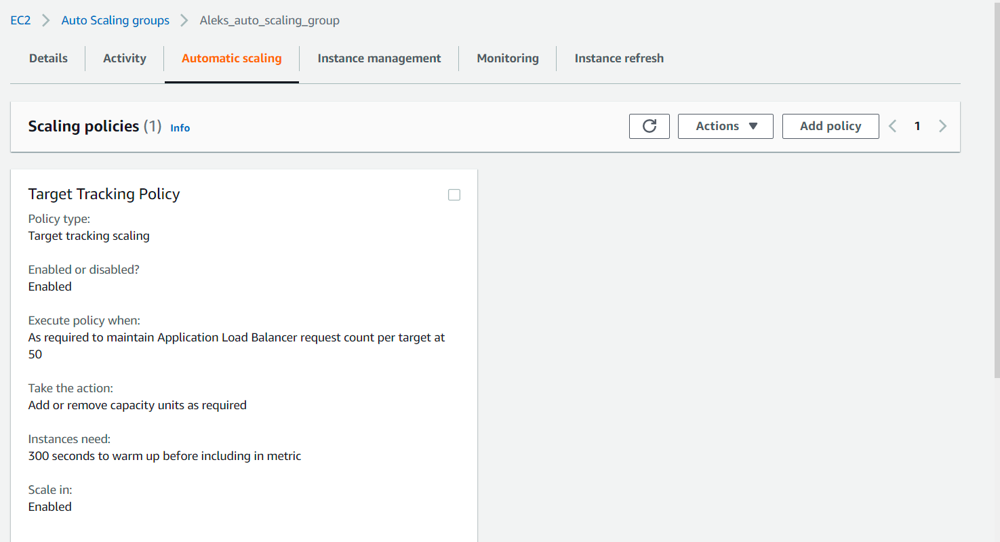 EC2 Auto Scaling groups Aleks_auto_scaling_group
Details Activity Automatic scaling Instance management Monitoring Instance refresh
Scaling policies (1) Info Actions Add policy 1
Target Tracking Policy
Policy type:
Target tracking scaling
Enabled or disabled?
Enabled
Execute policy when:
As required to maintain Application Load Balancer request count per target at
50
Take the action:
Add or remove capacity units as required
Instances need:
300 seconds to warm up before including in metric
Scale in:
Enabled